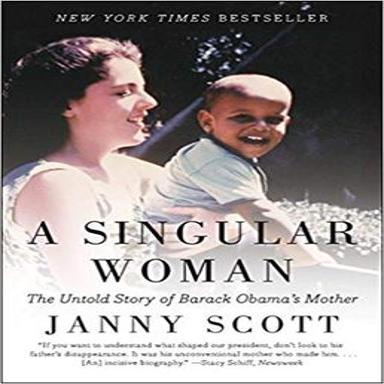 NEW YORK TIMES BESTSELLER
A SINGULAR
WOMAN
The Untold Story of Barack Obama's Mother
JANNY SCOTT
"If you want to understand what shaped our president, don't look to his
father's disappearance. It was his unconventional mother who made him. . . .
[An] incisive biography." —Stacy Schiff, Newsweek